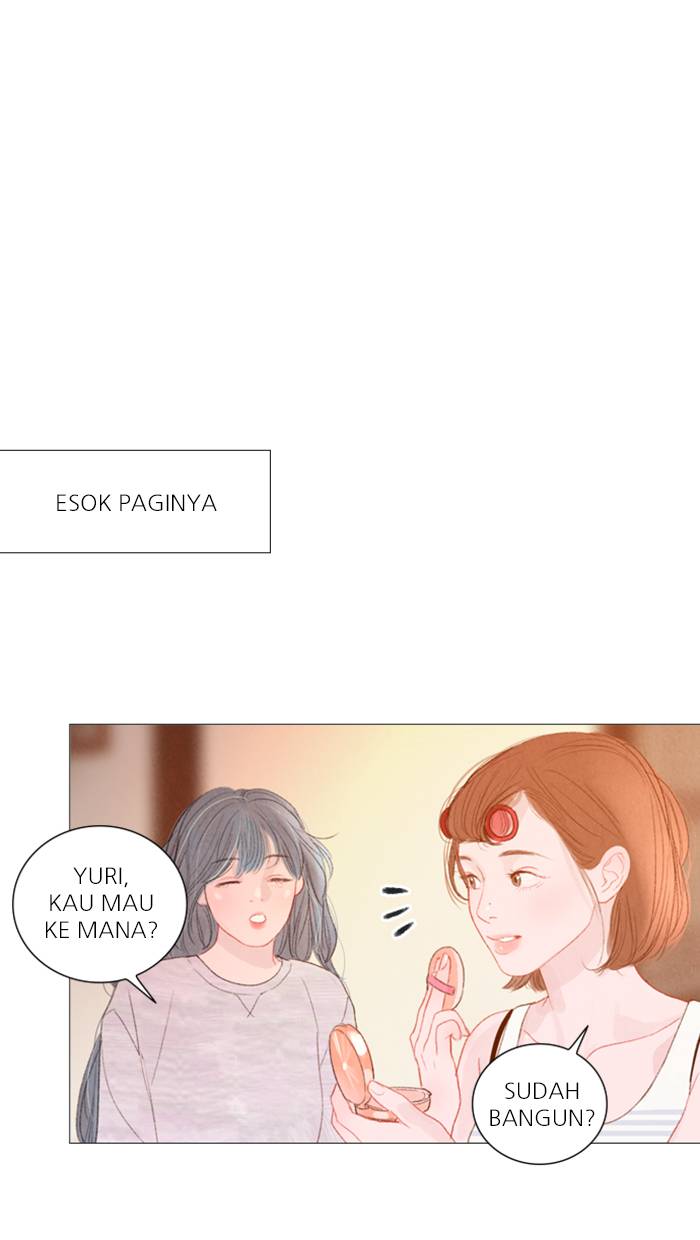 ESOK PAGINYA
YURI,
KAU MAU
KE MANA?
SUDAH
BANGUN?